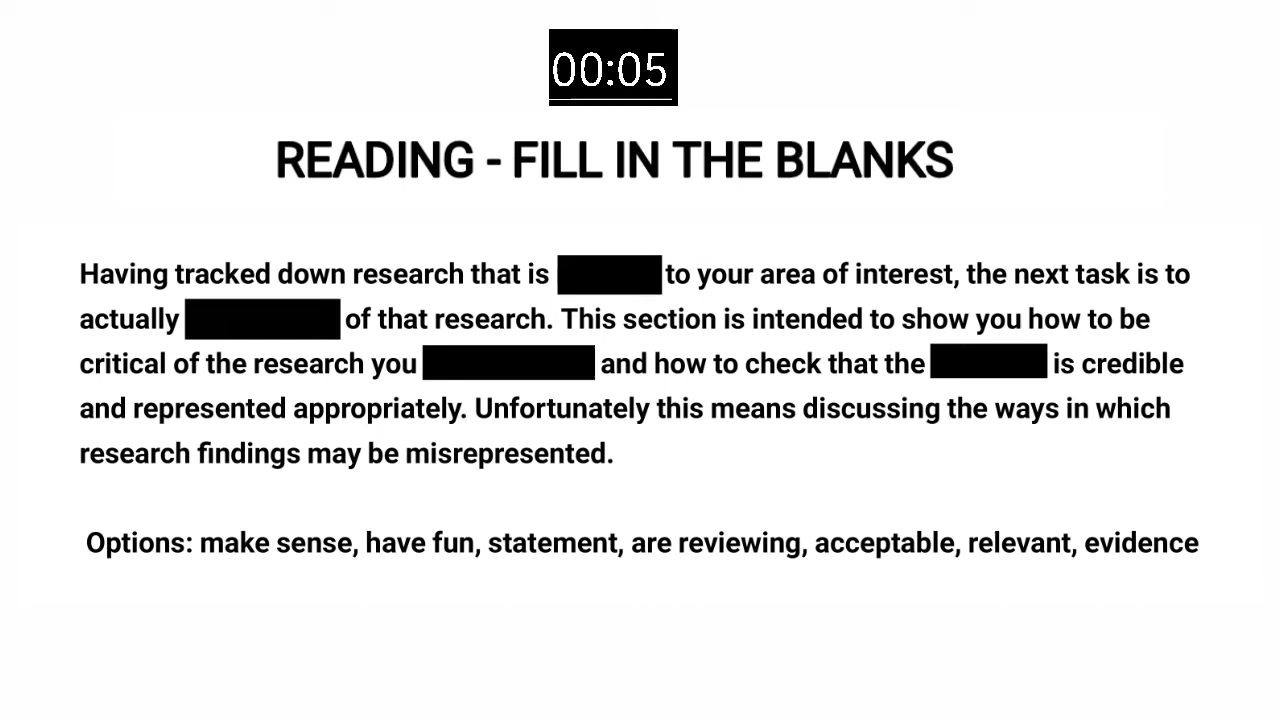 00:05
READING - FILL IN THE BLANKS
Having tracked down research that is to your area of interest, the next task is to
actually of that research. This section is intended to show you how to be
critical of the research you and how to check that the is credible
and represented appropriately. Unfortunately this means discussing the ways in which
research findings may be misrepresented.
Options: make sense, have fun, statement, are reviewing, acceptable, relevant, evidence